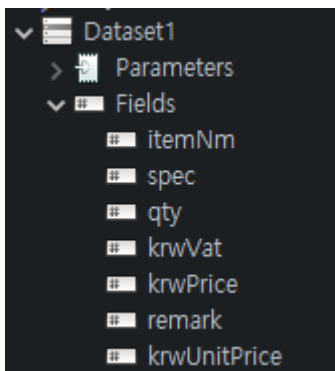 Dataset1
Parameters
Fields
itemNm
spec
qty
krwVat
krwPrice
remark
krwUnitPrice